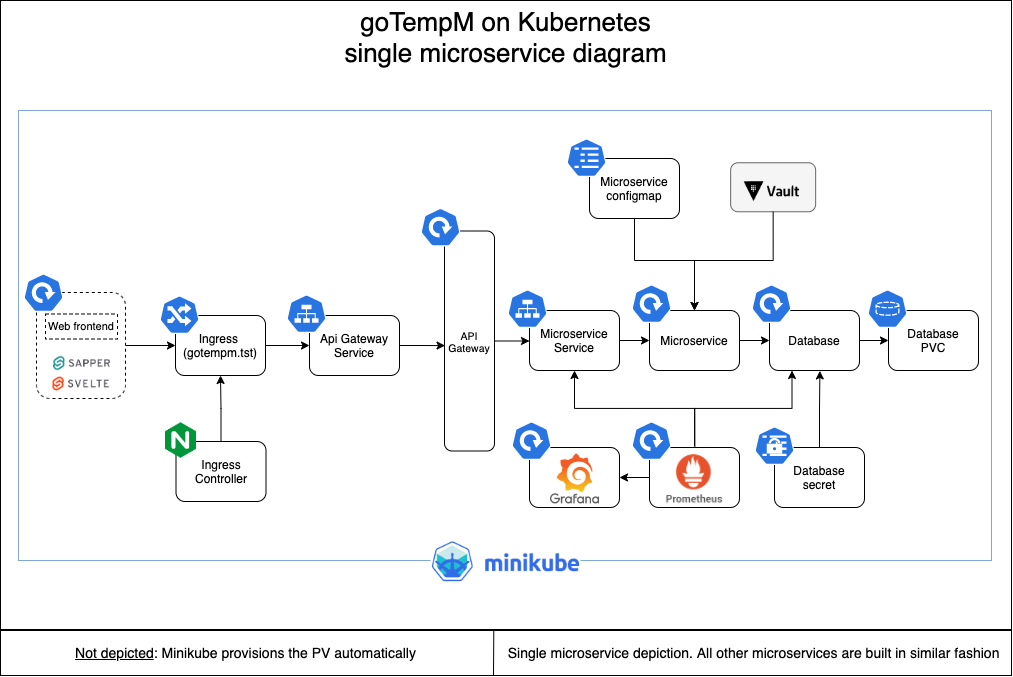 goTempM on Kubernetes
single microservice diagram
Microservice
configmap
Vault
Web frontend
SAPPER
SVELTE
Ingress
(gotempm.tst)
Api Gateway
Service
API
Gateway
Microservice
Service
Microservice
Database
Database
PVC
N
Ingress
Controller
Grafana
Prometheus
Database
secret
minikube
Not depicted: Minikube provisions the PV automatically
Single microservice depiction. All other microservices are built in similar fashion